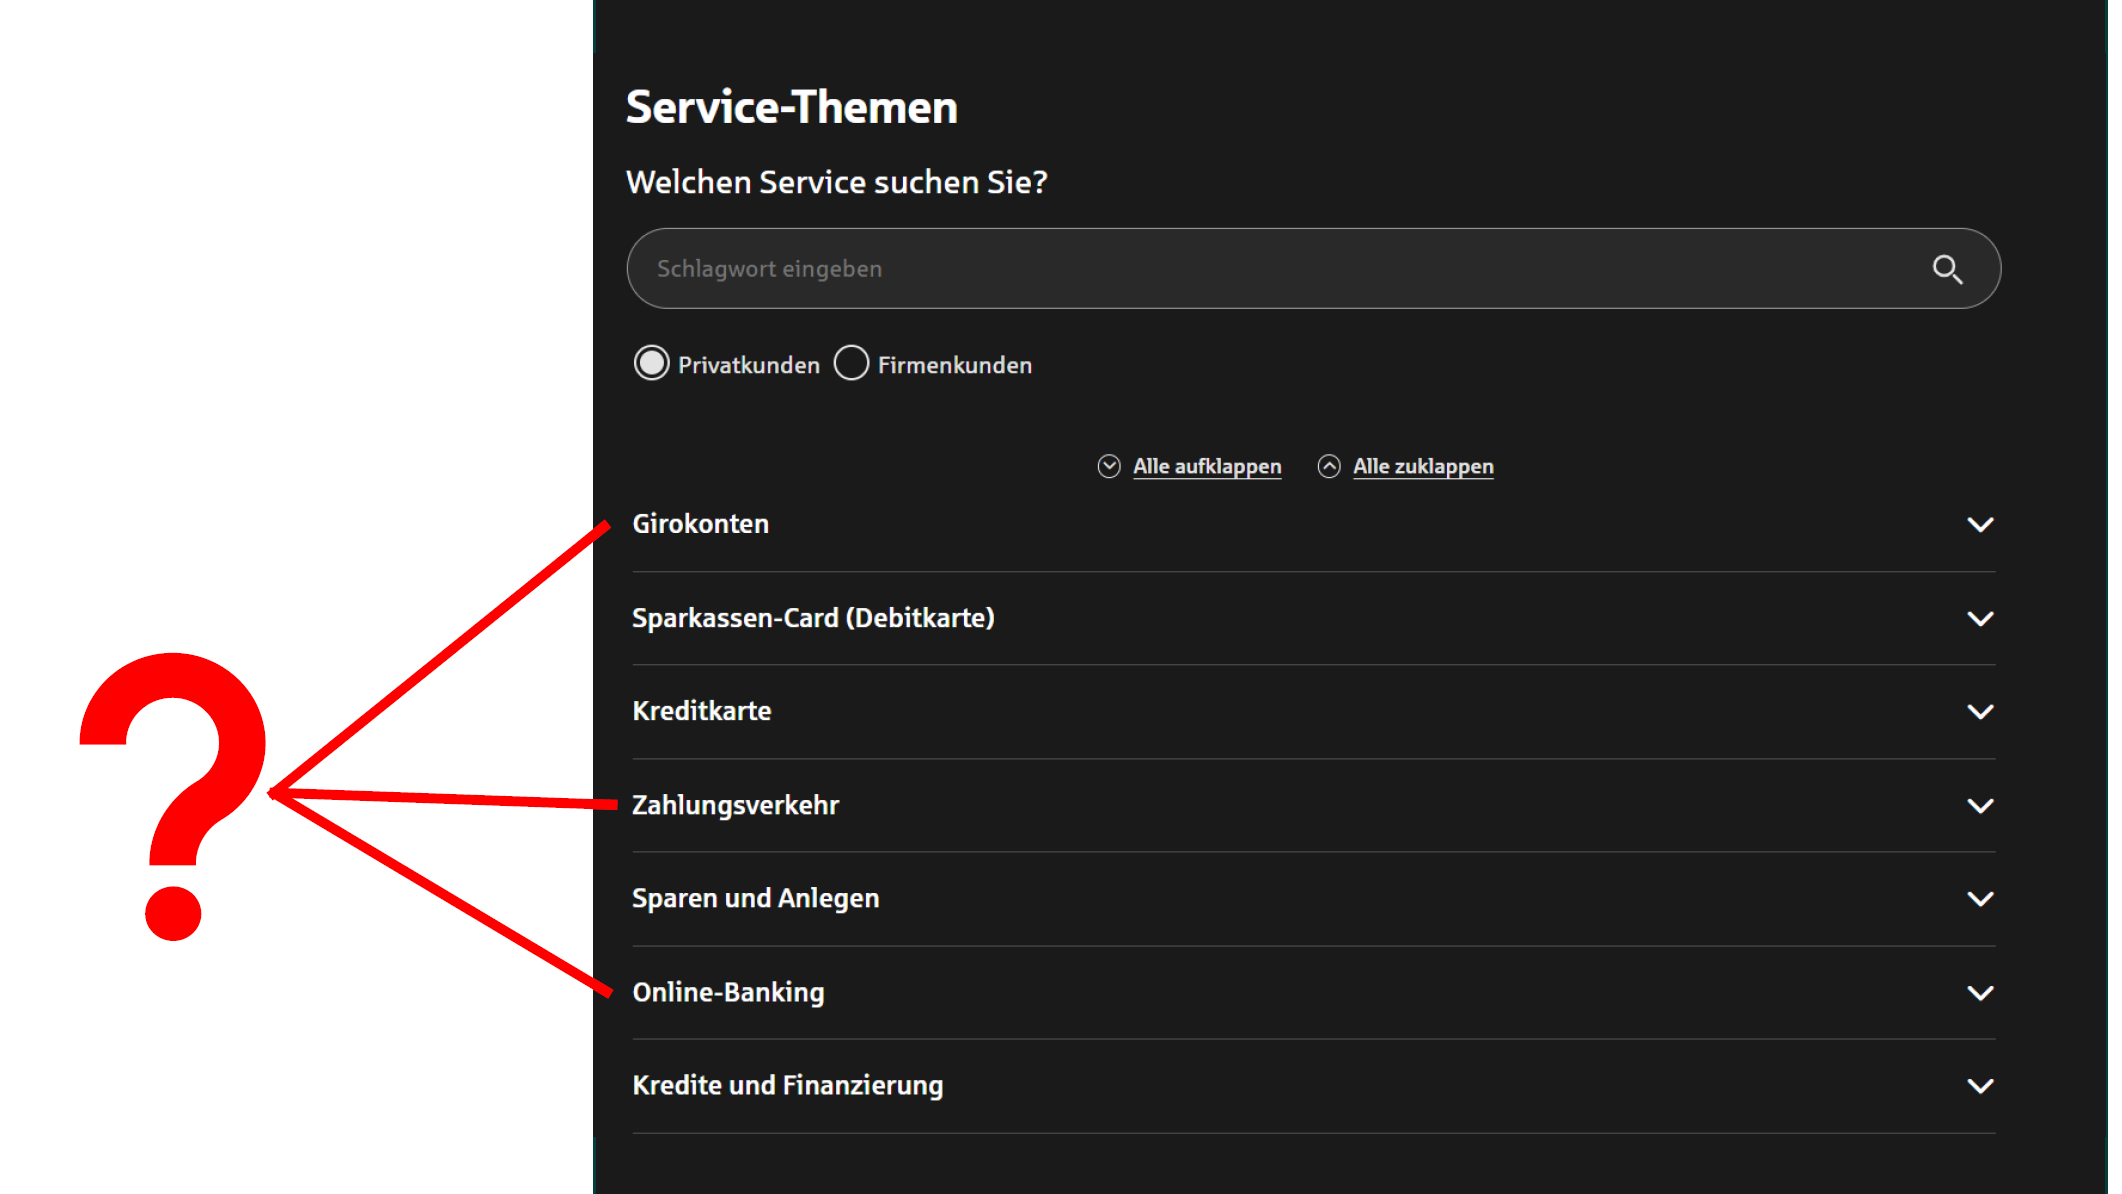 ?
Service-Themen
Welchen Service suchen Sie?
Schlagwort eingeben
Privatkunden Firmenkunden
Alle aufklappen Alle zuklappen
Girokonten
Sparkassen-Card (Debitkarte)
Kreditkarte
Zahlungsverkehr
Sparen und Anlegen
Online-Banking
Kredite und Finanzierung